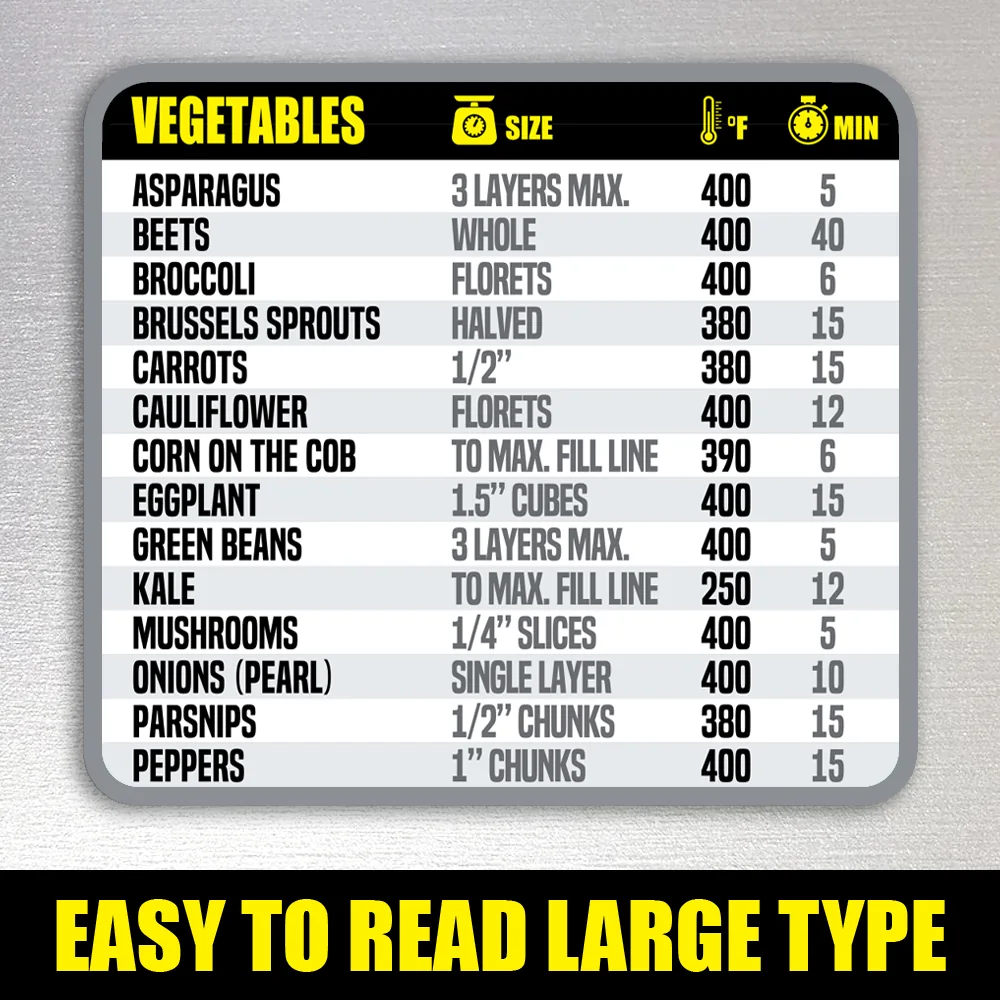 VEGETABLES SIZE °F MIN
ASPARAGUS 3 LAYERS MAX. 400 5
BEETS WHOLE 400 40
BROCCOLI FLORETS 400 6
BRUSSELS SPROUTS HALVED 380 15
CARROTS 1/2” 380 15
CAULIFLOWER FLORETS 400 12
CORN ON THE COB TO MAX. FILL LINE 390 6
EGGPLANT 1.5” CUBES 400 15
GREEN BEANS 3 LAYERS MAX. 400 5
KALE TO MAX. FILL LINE 250 12
MUSHROOMS 1/4” SLICES 400 5
ONIONS (PEARL) SINGLE LAYER 400 10
PARSNIPS 1/2” CHUNKS 380 15
PEPPERS 1” CHUNKS 400 15
EASY TO READ LARGE TYPE